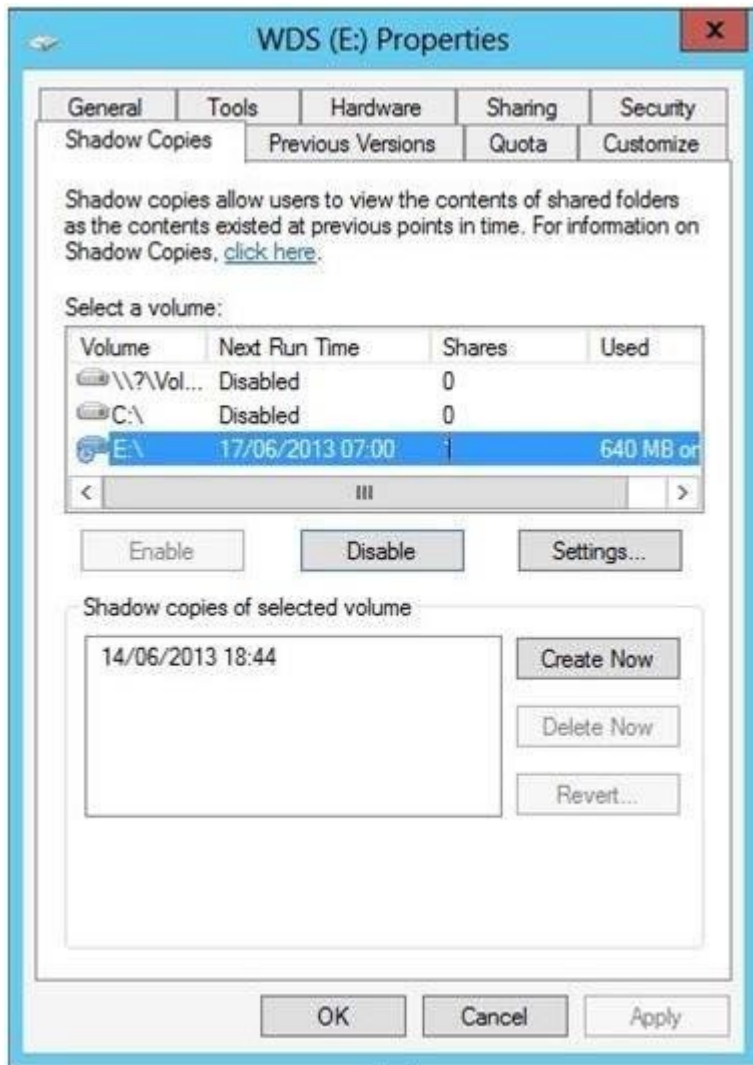 WDS (E:) Properties
x
General Tools Hardware Sharing Security
Shadow Copies Previous Versions Quota Customize
Shadow copies allow users to view the contents of shared folders
as the contents existed at previous points in time. For information on
Shadow Copies, click here.
Select a volume:
Volume Next Run Time Shares Used
\\?\Vol... Disabled 0
C:\ Disabled 0
E:\ 17/06/2013 07:00 1 640 MB or
Enable Disable Settings...
Shadow copies of selected volume
14/06/2013 18:44
Create Now
Delete Now
Revert...
OK Cancel Apply